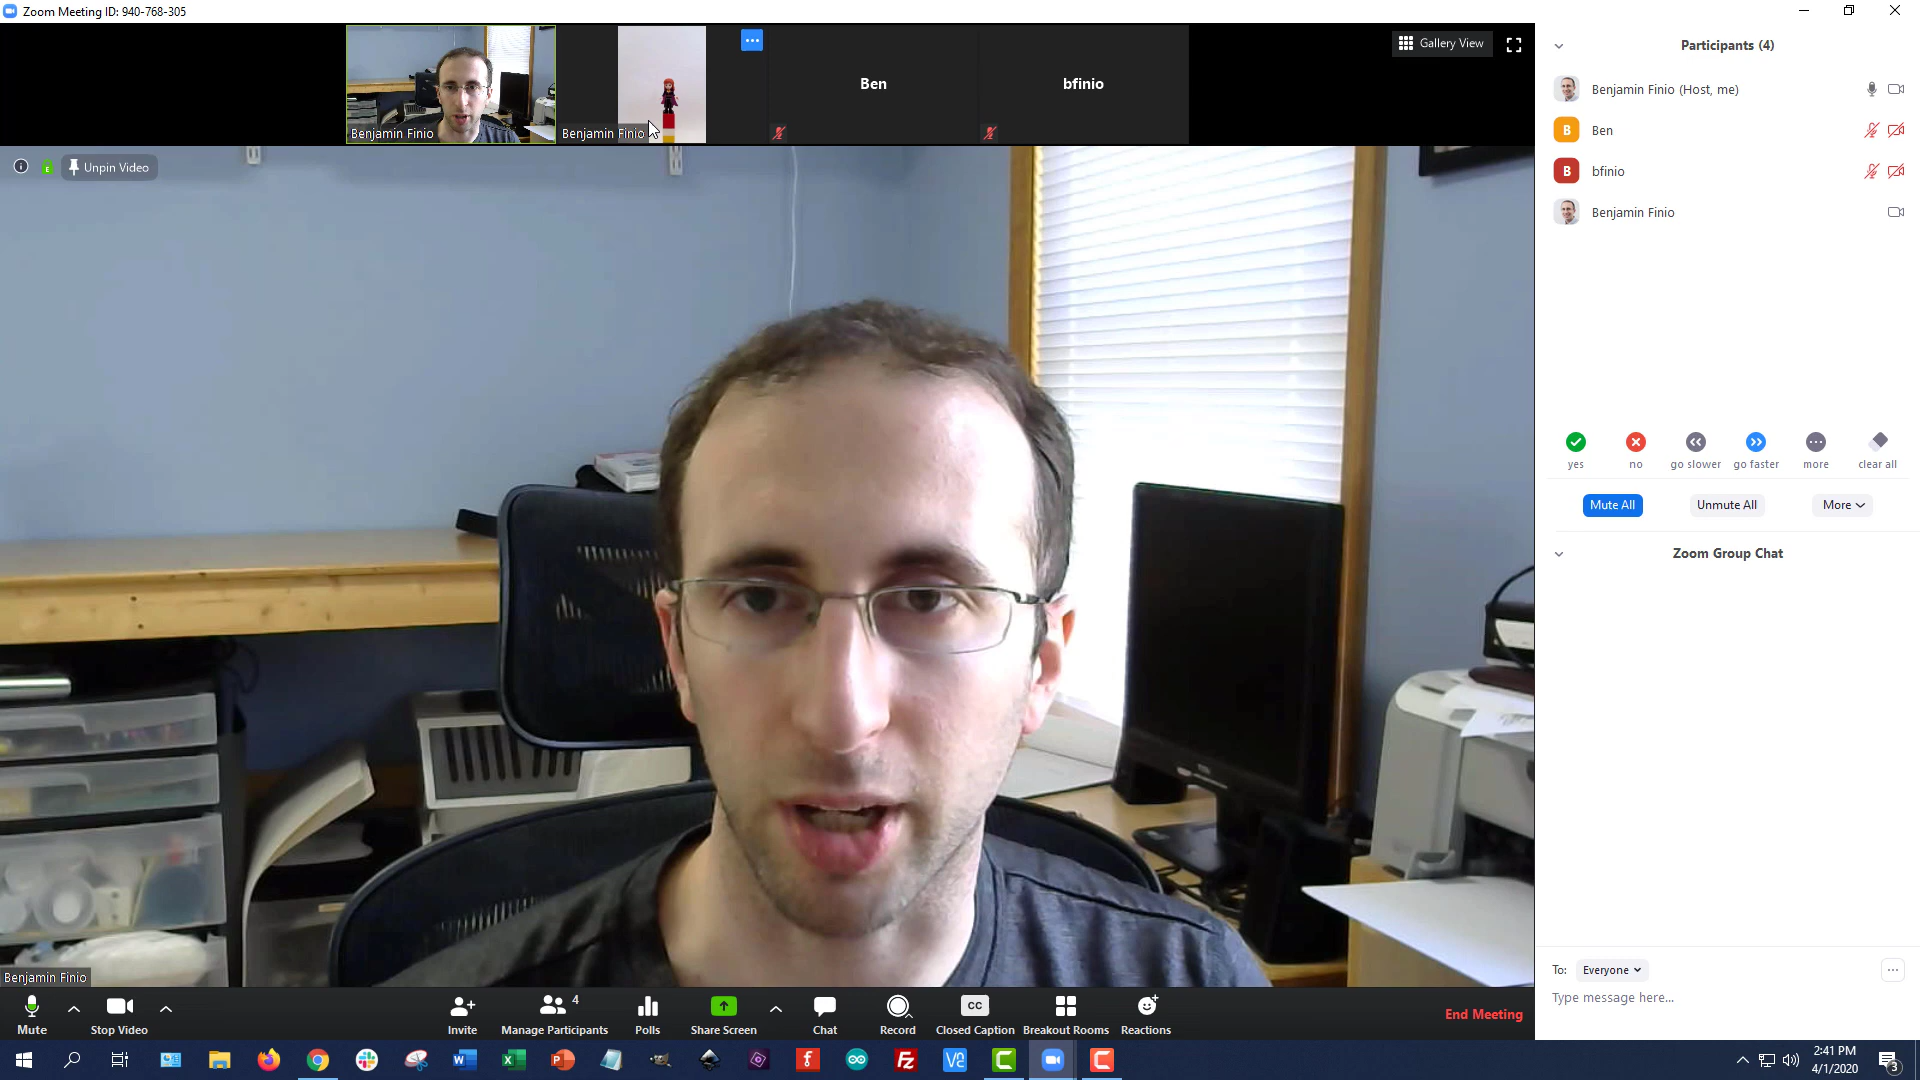 Zoom Meeting ID: 940-768-305
Benjamin Finio
Benjamin Finio
Ben
bfinio
Gallery View
Unpin Video
Benjamin Finio
Participants (4)
Benjamin Finio (Host, me)
B Ben
B bfinio
Benjamin Finio
yes no go slower go faster more clear all
Mute All Unmute All More
Zoom Group Chat
To: Everyone
Type message here...
Mute
Stop Video
Invite
4
Manage Participants
Polls
Share Screen
Chat
Record
CC
Closed Caption
Breakout Rooms
Reactions
End Meeting
2:41 PM
4/1/2020
3